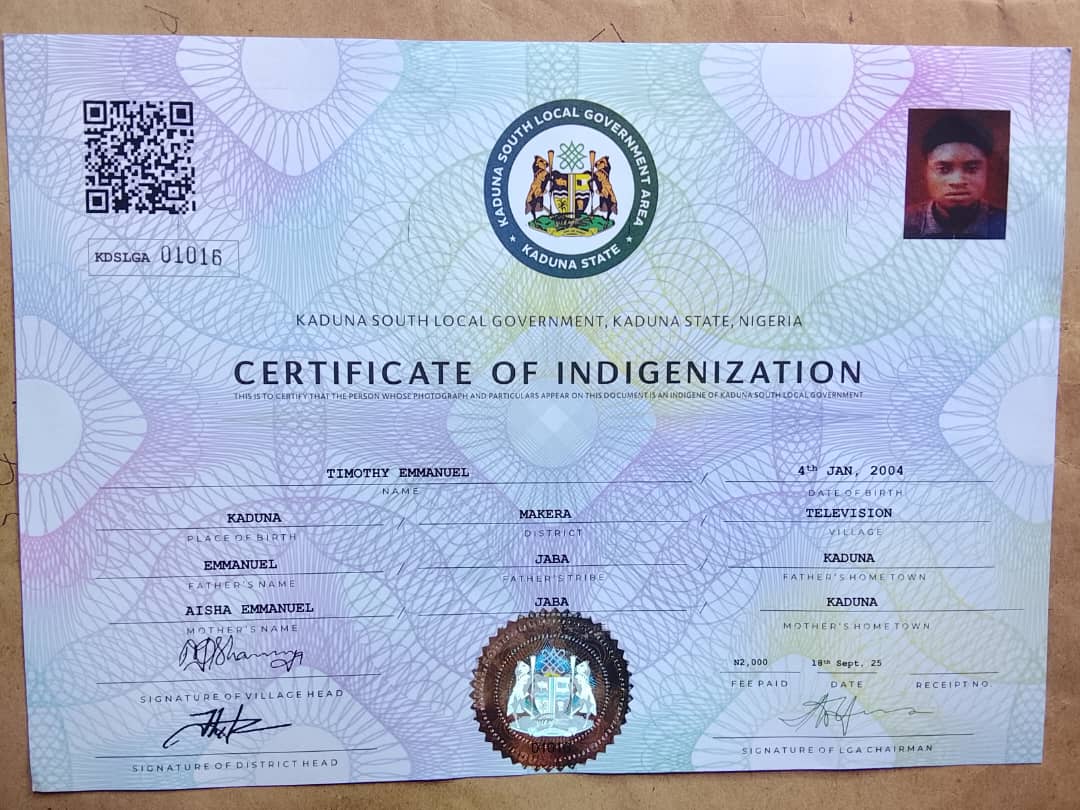 KADUNA SOUTH LOCAL GOVERNMENT AREA
KADUNA STATE
KDSLGA 01016
KADUNA SOUTH LOCAL GOVERNMENT, KADUNA STATE, NIGERIA
CERTIFICATE OF INDIGENIZATION
THIS IS TO CERTIFY THAT THE PERSON WHOSE PHOTOGRAPH AND PARTICULARS APPEAR ON THIS DOCUMENT IS AN INDIGENE OF KADUNA SOUTH LOCAL GOVERNMENT
TIMOTHY EMMANUEL / 4th JAN, 2004
NAME DATE OF BIRTH
KADUNA / MAKERA / TELEVISION
PLACE OF BIRTH DISTRICT VILLAGE
EMMANUEL / JABA / KADUNA
FATHER'S NAME FATHER'S TRIBE FATHER'S HOME TOWN
AISHA EMMANUEL / JABA / KADUNA
MOTHER'S NAME MOTHER'S HOME TOWN
N2,000 18th Sept. 25
FEE PAID DATE RECEIPT NO.
SIGNATURE OF VILLAGE HEAD
01016
SIGNATURE OF LGA CHAIRMAN
SIGNATURE OF DISTRICT HEAD